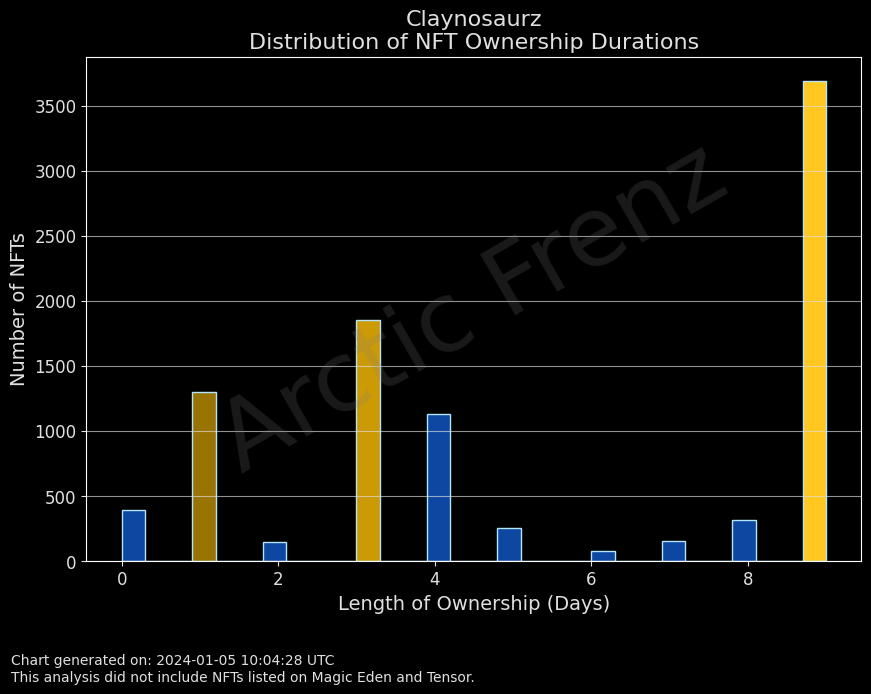 Claynosaurz
Distribution of NFT Ownership Durations
Number of NFTs
3500
3000
2500
2000
1500
1000
500
0
Arctic Frenz
0 2 4 6 8
Length of Ownership (Days)
Chart generated on: 2024-01-05 10:04:28 UTC
This analysis did not include NFTs listed on Magic Eden and Tensor.